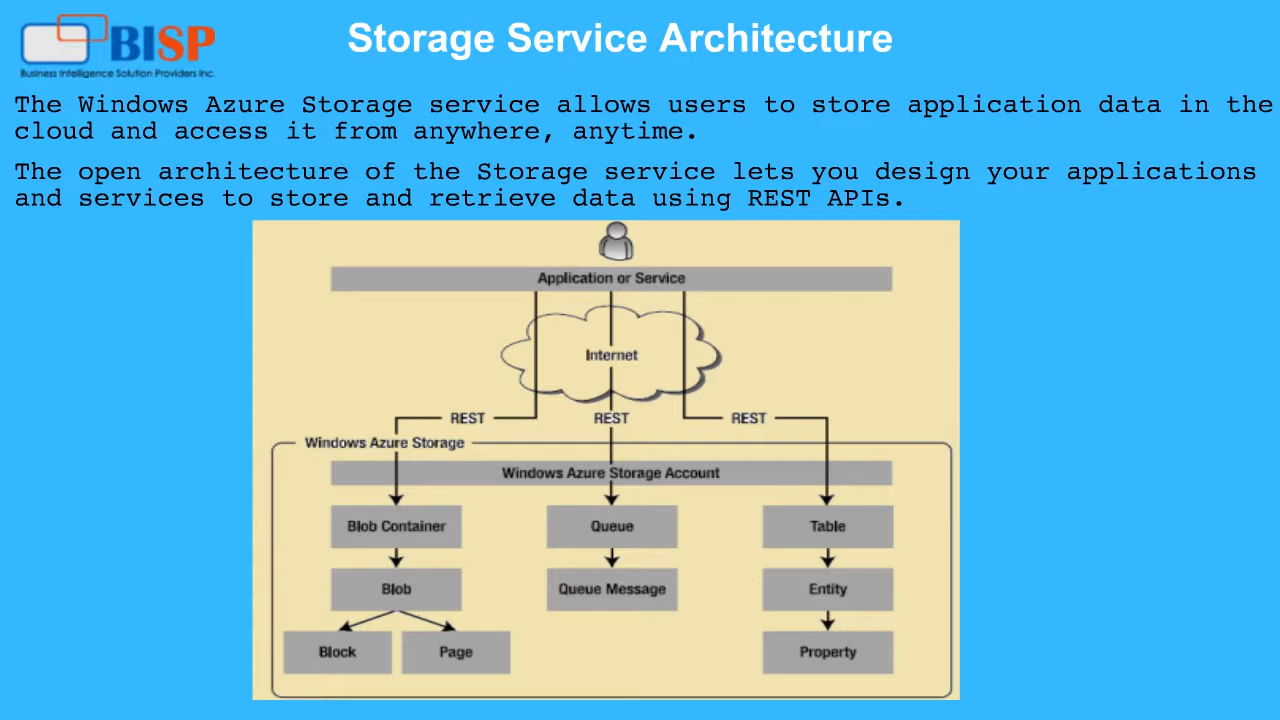 BISP
Business Intelligence Solution Providers Inc.
Storage Service Architecture
The Windows Azure Storage service allows users to store application data in the
cloud and access it from anywhere, anytime.
The open architecture of the Storage service lets you design your applications
and services to store and retrieve data using REST APIs.
Application or Service
Internet
REST REST REST
Windows Azure Storage
Windows Azure Storage Account
Blob Container Queue Table
Blob Queue Message Entity
Block Page Property